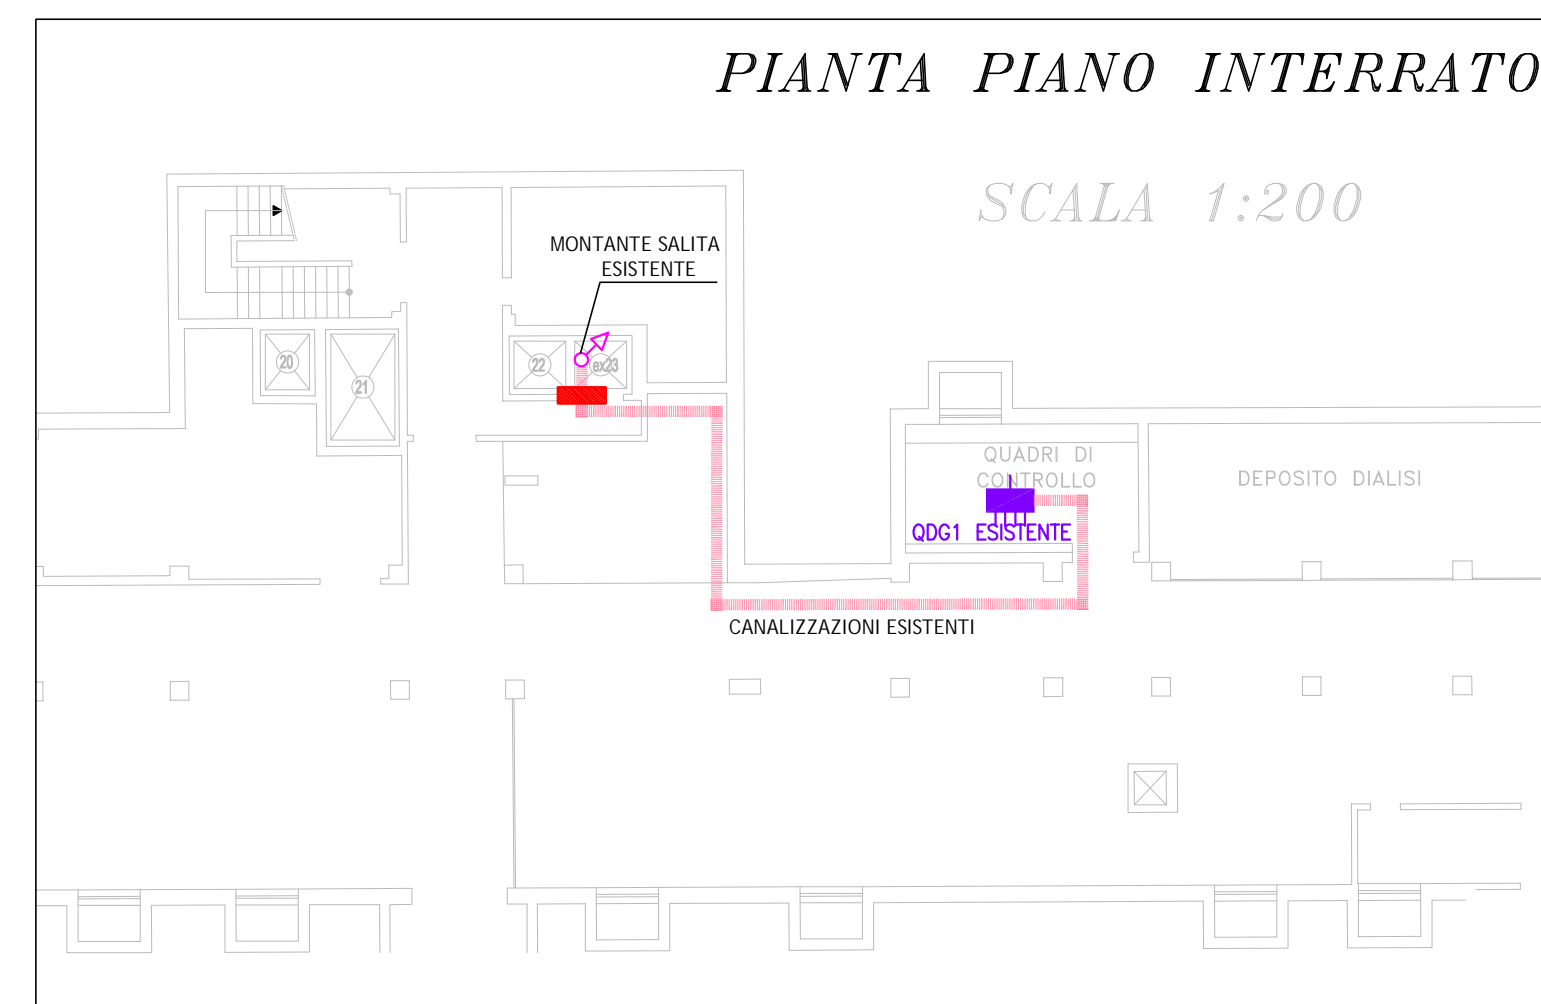 PIANTA PIANO INTERRATO
SCALA 1:200
MONTANTE SALITA
ESISTENTE
20
21
22
ex23
QUADRI DI
CONTROLLO
DEPOSITO DIALISI
QDG1 ESISTENTE
CANALIZZAZIONI ESISTENTI